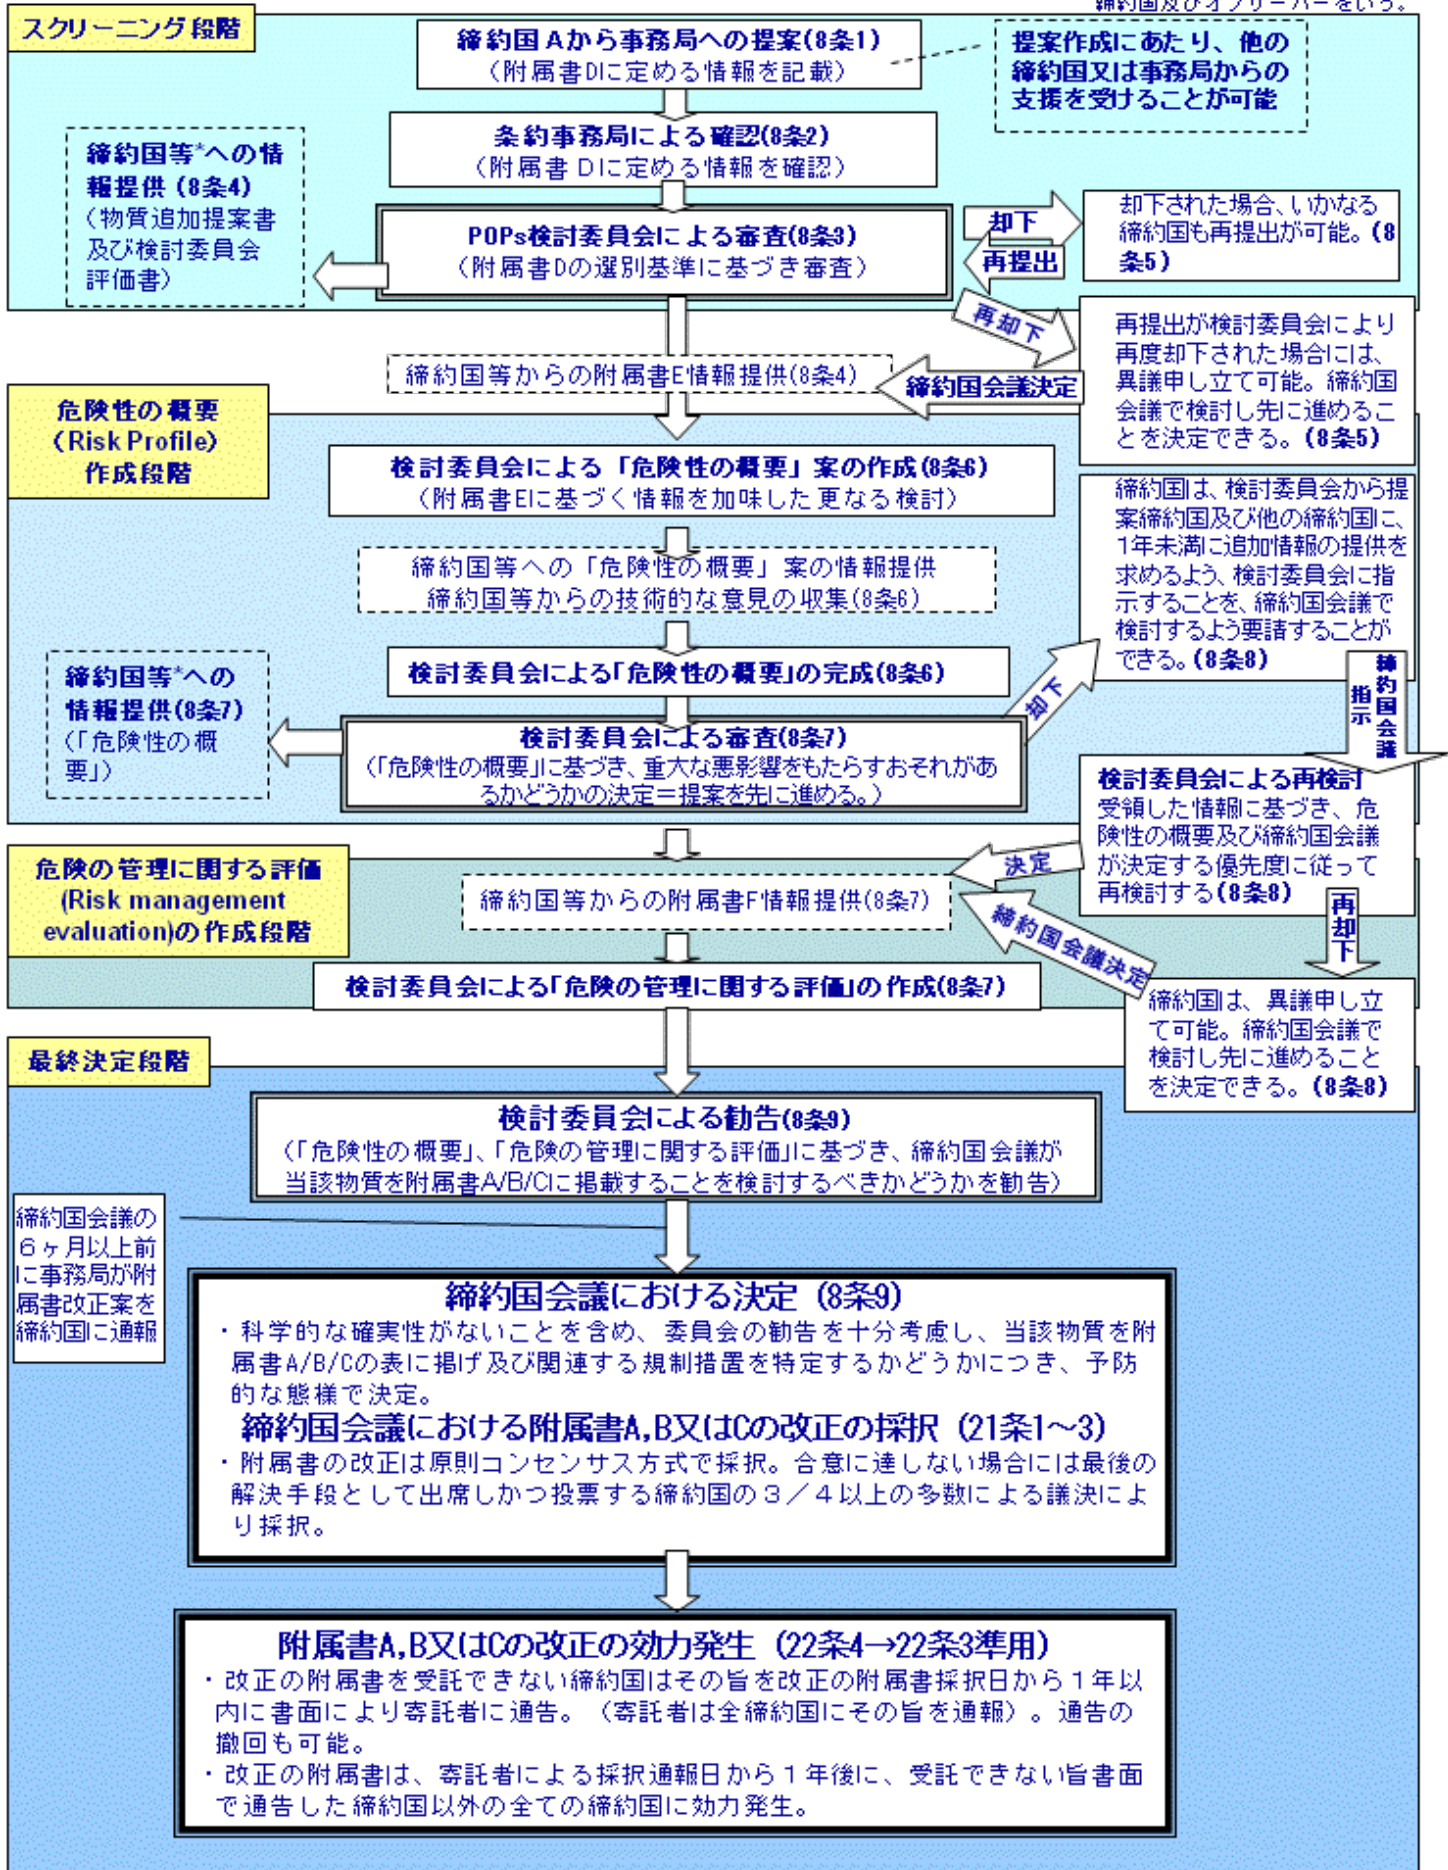 締約国及びオブザーバーをいう。
スクリーニング段階
締約国Aから事務局への提案(8条1)
(附属書Dに定める情報を記載)
提案作成にあたり、他の
締約国又は事務局からの
支援を受けることが可能
条約事務局による確認(8条2)
(附属書Dに定める情報を確認)
締約国等*への情
報提供(8条4)
(物質追加提案書
及び検討委員会
評価書)
POPs検討委員会による審査(8条3)
(附属書Dの選別基準に基づき審査)
却下
再提出
却下された場合、いかなる
締約国も再提出が可能。(8
条5)
再却下
再提出が検討委員会により
再度却下された場合には、
異議申し立て可能。締約国
会議で検討し先に進めるこ
とを決定できる。(8条5)
締約国等からの附属書E情報提供(8条4)
締約国会議決定
危険性の概要
(Risk Profile)
作成段階
検討委員会による「危険性の概要」案の作成(8条6)
(附属書Eに基づく情報を加味した更なる検討)
締約国等への「危険性の概要」案の情報提供
締約国等からの技術的な意見の収集(8条6)
締約国は、検討委員会から提
案締約国及び他の締約国に、
1年未満に追加情報の提供を
求めるよう、検討委員会に指
示することを、締約国会議で
検討するよう要請することが
できる。(8条8)
検討委員会による「危険性の概要」の完成(8条6)
締約国等*への
情報提供(8条7)
(「危険性の概
要」)
却下
締約国会議
指示
検討委員会による審査(8条7)
(「危険性の概要」に基づき、重大な悪影響をもたらすおそれがあ
るかどうかの決定=提案を先に進める。)
検討委員会による再検討
受領した情報に基づき、危
険性の概要及び締約国会議
が決定する優先度に従って
再検討する(8条8)
危険の管理に関する評価
(Risk management
evaluation)の作成段階
決定
締約国等からの附属書F情報提供(8条7)
締約国会議決定
再却下
検討委員会による「危険の管理に関する評価」の作成(8条7)
締約国は、異議申し立
て可能。締約国会議で
検討し先に進めること
を決定できる。(8条8)
最終決定段階
検討委員会による勧告(8条9)
(「危険性の概要」、「危険の管理に関する評価」に基づき、締約国会議が
当該物質を附属書A/B/Cに掲載することを検討するべきかどうかを勧告)
締約国会議の
6ヶ月以上前
に事務局が附
属書改正案を
締約国に通報
締約国会議における決定(8条9)
・科学的な確実性がないことを含め、委員会の勧告を十分考慮し、当該物質を附
属書A/B/Cの表に掲げ及び関連する規制措置を特定するかどうかにつき、予防
的な態様で決定。
締約国会議における附属書A,B又はCの改正の採択(21条1~3)
・附属書の改正は原則コンセンサス方式で採択。合意に達しない場合には最後の
解決手段として出席しかつ投票する締約国の3/4以上の多数による議決によ
り採択。
附属書A,B又はCの改正の効力発生(22条4→22条3準用)
・改正の附属書を受託できない締約国はその旨を改正の附属書採択日から1年以
内に書面により寄託者に通告。(寄託者は全締約国にその旨を通報)。通告の
撤回も可能。
・改正の附属書は、寄託者による採択通報日から1年後に、受託できない旨書面
で通告した締約国以外の全ての締約国に効力発生。